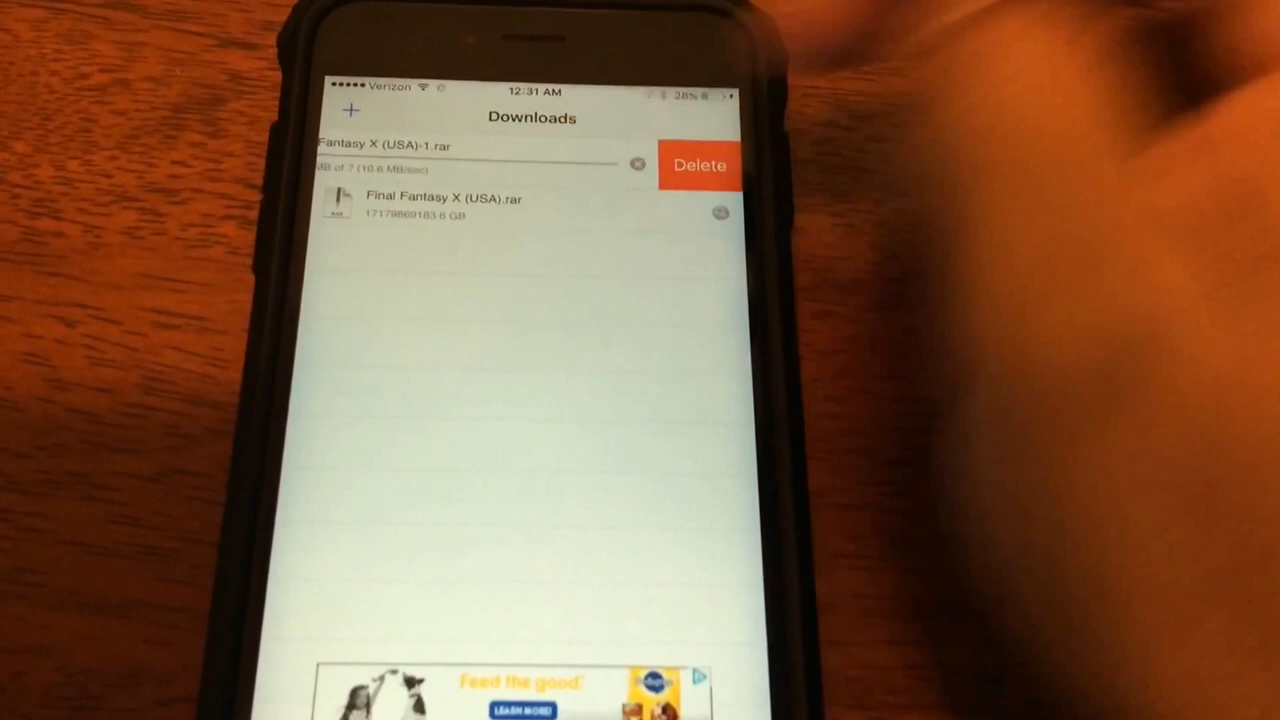 Verizon
12:31 AM
28%
+
Downloads
Fantasy X (USA)-1.rar
MB of ? (10.6 MB/sec)
Delete
Final Fantasy X (USA).rar
17179869183.6 GB
Feed the good.
LEARN MORE!
Pedigree